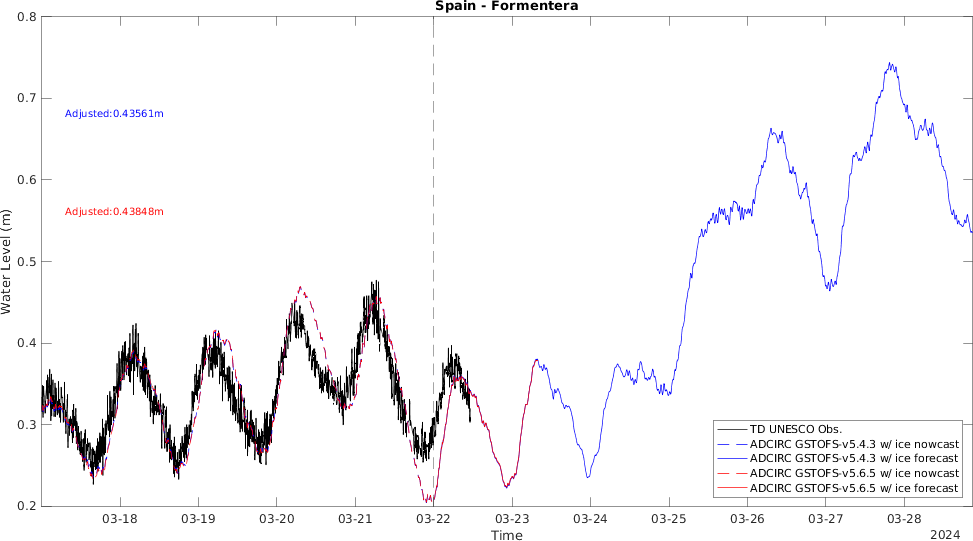 Spain - Formentera
0.8
0.7
0.6
0.5
0.4
0.3
0.2
Water Level (m)
Adjusted:0.43561m
Adjusted:0.43848m
TD UNESCO Obs.
ADCIRC GSTOFS-v5.4.3 w/ ice nowcast
ADCIRC GSTOFS-v5.4.3 w/ ice forecast
ADCIRC GSTOFS-v5.6.5 w/ ice nowcast
ADCIRC GSTOFS-v5.6.5 w/ ice forecast
03-18 03-19 03-20 03-21 03-22 03-23 03-24 03-25 03-26 03-27 03-28
Time
2024